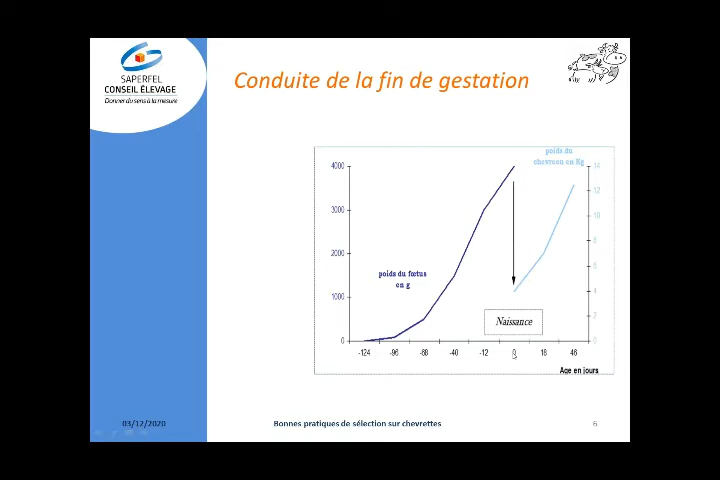 SAPERFEL
CONSEIL ÉLEVAGE
Donner du sens à la mesure
Conduite de la fin de gestation
poids du
chevreau en Kg
4000
3000
2000
1000
0
14
12
10
8
6
4
2
0
poids du fœtus
en g
Naissance
-124 -96 -68 -40 -12 0 18 46
Age en jours
03/12/2020
Bonnes pratiques de sélection sur chevrettes
6